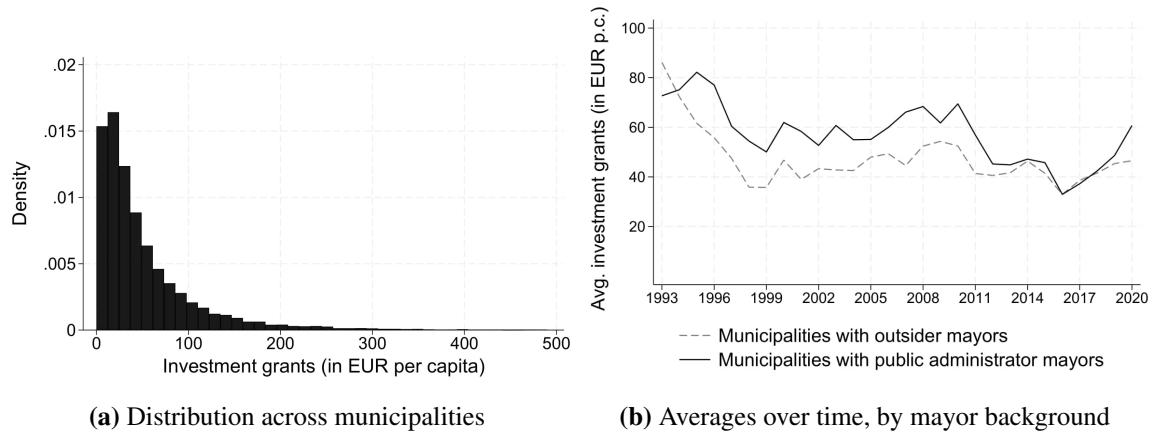 .02
.015
.01
.005
0
Density
0 100 200 300 400 500
Investment grants (in EUR per capita)
(a) Distribution across municipalities
100
80
60
40
20
Avg. investment grants (in EUR p.c.)
1993 1996 1999 2002 2005 2008 2011 2014 2017 2020
Municipalities with outsider mayors
Municipalities with public administrator mayors
(b) Averages over time, by mayor background